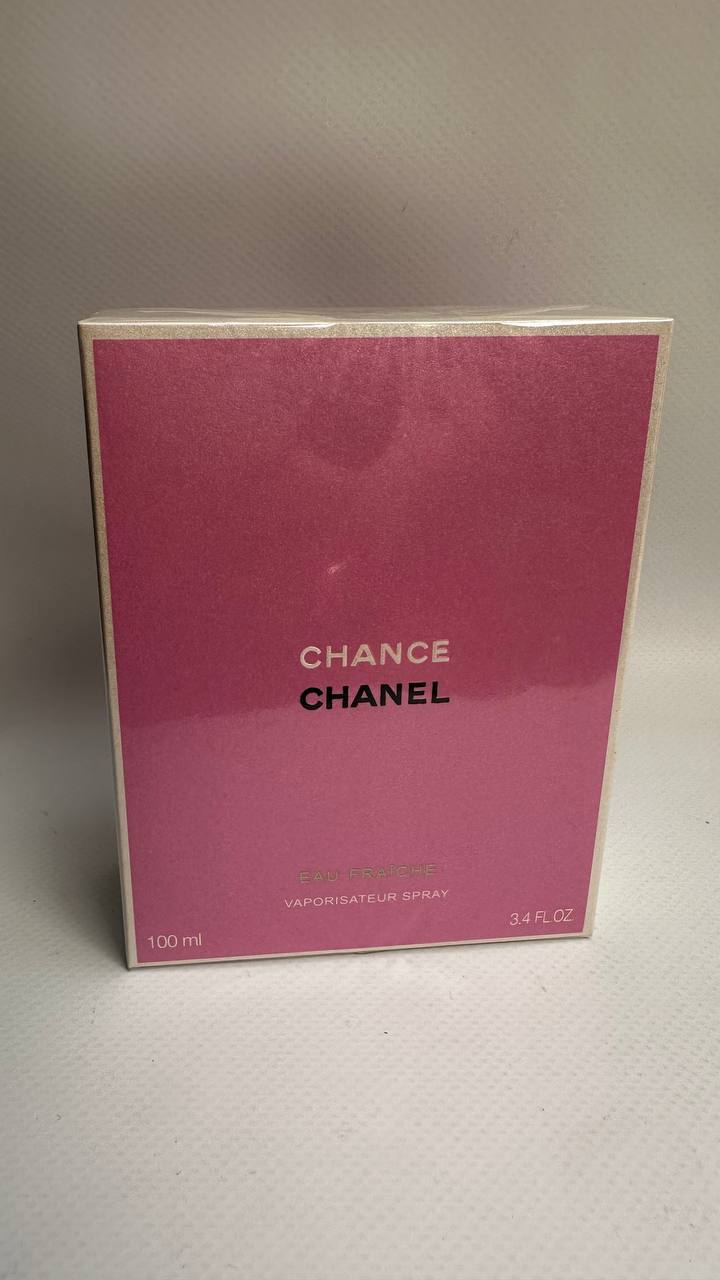 CHANCE
CHANEL
EAU FRAÎCHE
VAPORISATEUR SPRAY
100 ml
3.4 FL.OZ